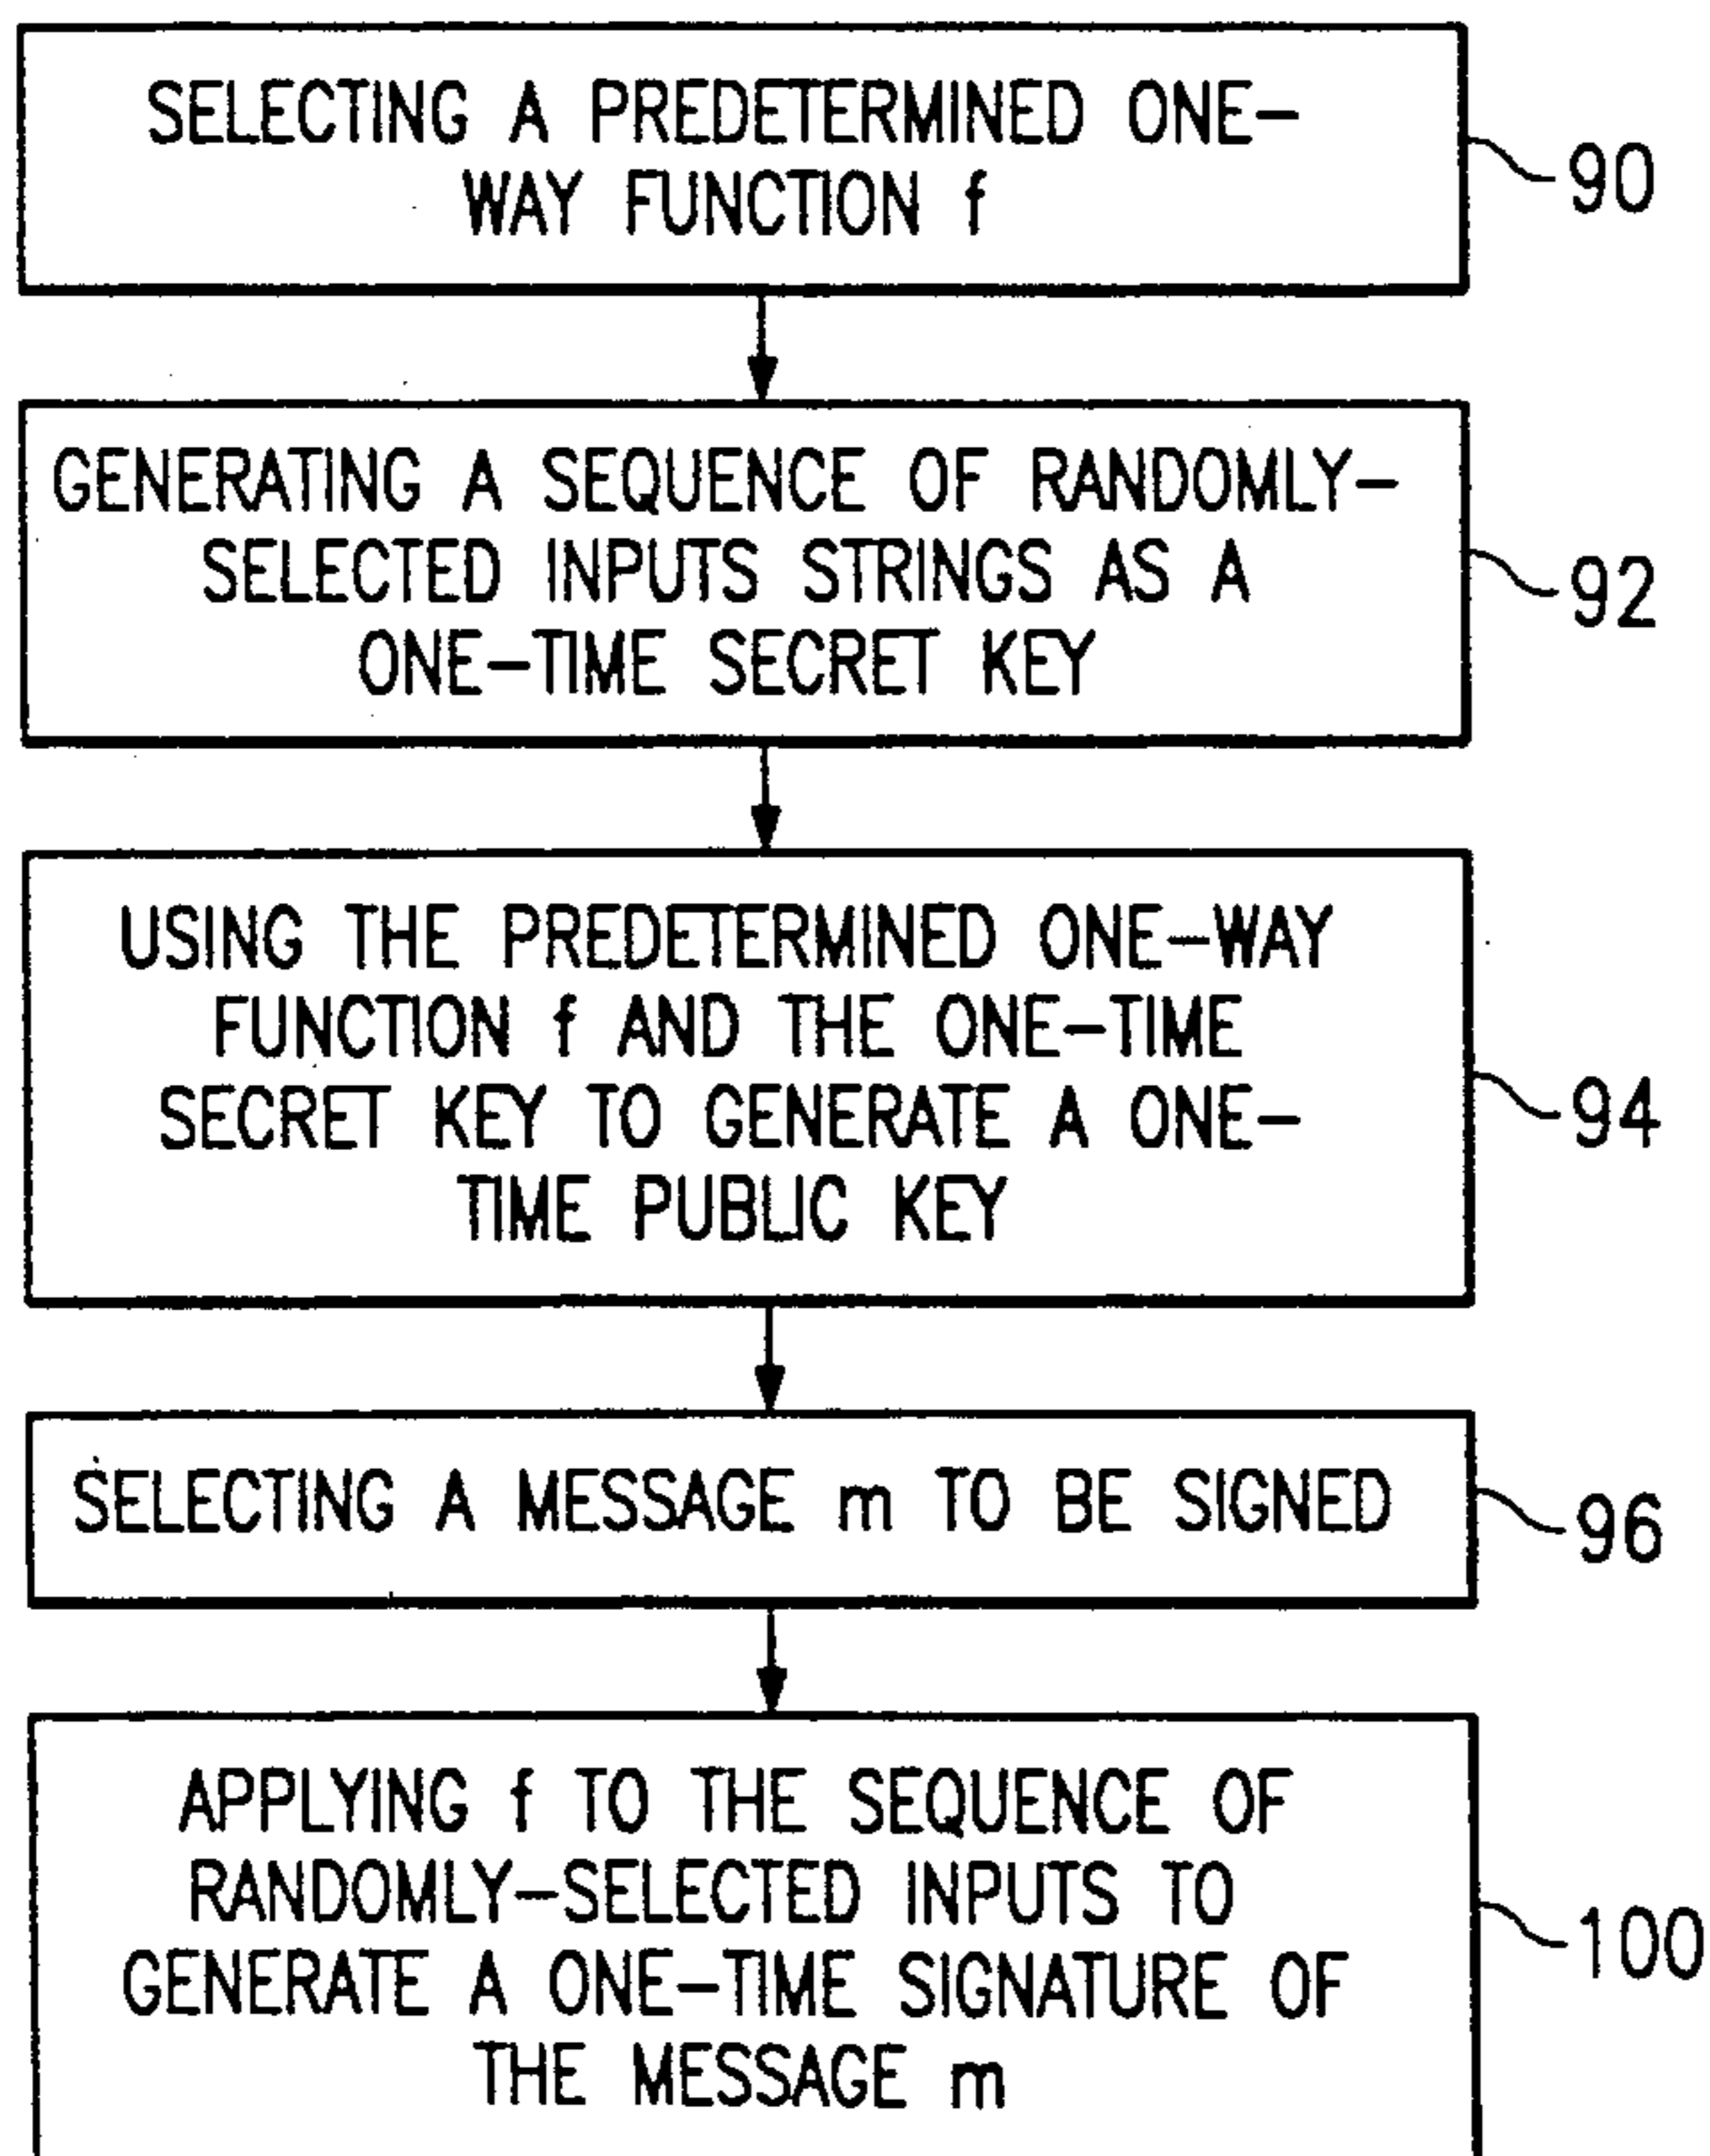 SELECTING A PREDETERMINED ONE-
WAY FUNCTION f
90
GENERATING A SEQUENCE OF RANDOMLY-
SELECTED INPUTS STRINGS AS A
ONE-TIME SECRET KEY
92
USING THE PREDETERMINED ONE-WAY
FUNCTION f AND THE ONE-TIME
SECRET KEY TO GENERATE A ONE-
TIME PUBLIC KEY
94
SELECTING A MESSAGE m TO BE SIGNED
96
APPLYING f TO THE SEQUENCE OF
RANDOMLY-SELECTED INPUTS TO
GENERATE A ONE-TIME SIGNATURE OF
THE MESSAGE m
100